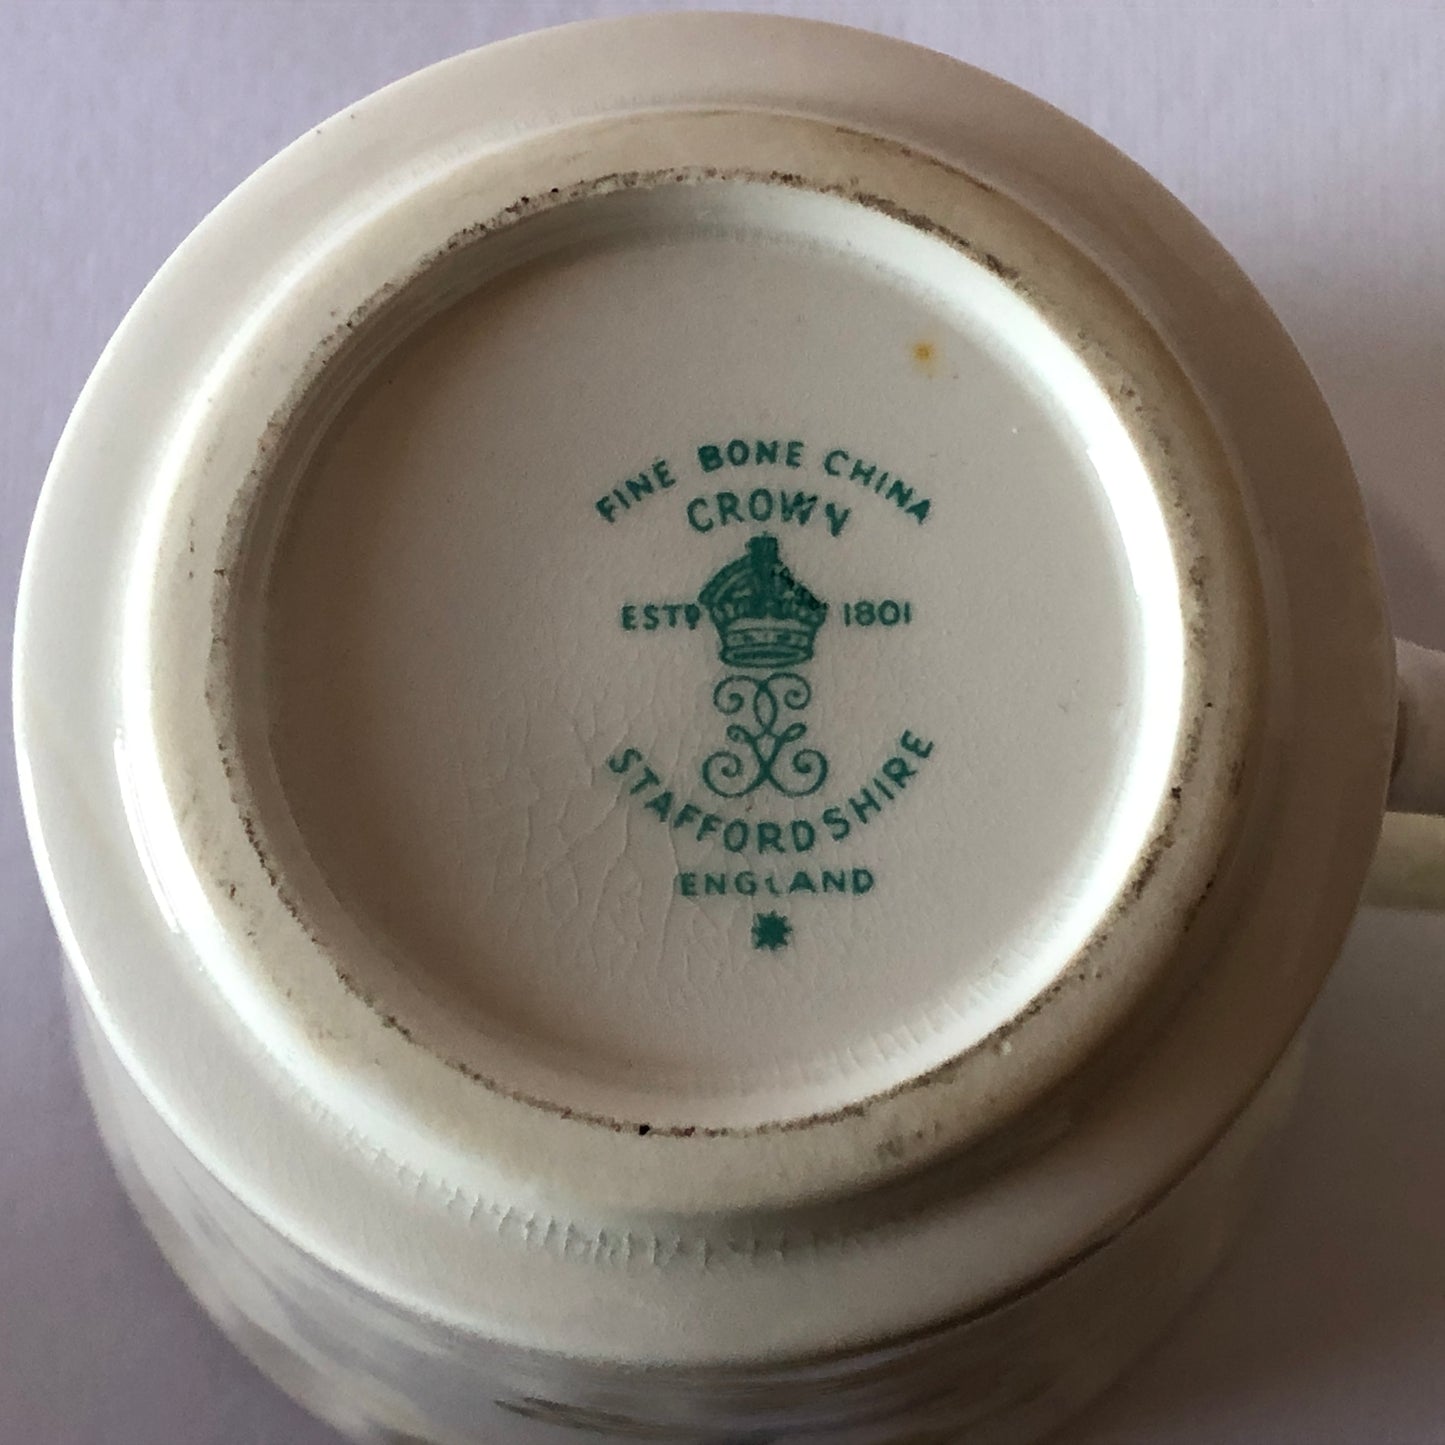 FINE BONE CHINA
CROWN
ESTD 1801
STAFFORDSHIRE
ENGLAND